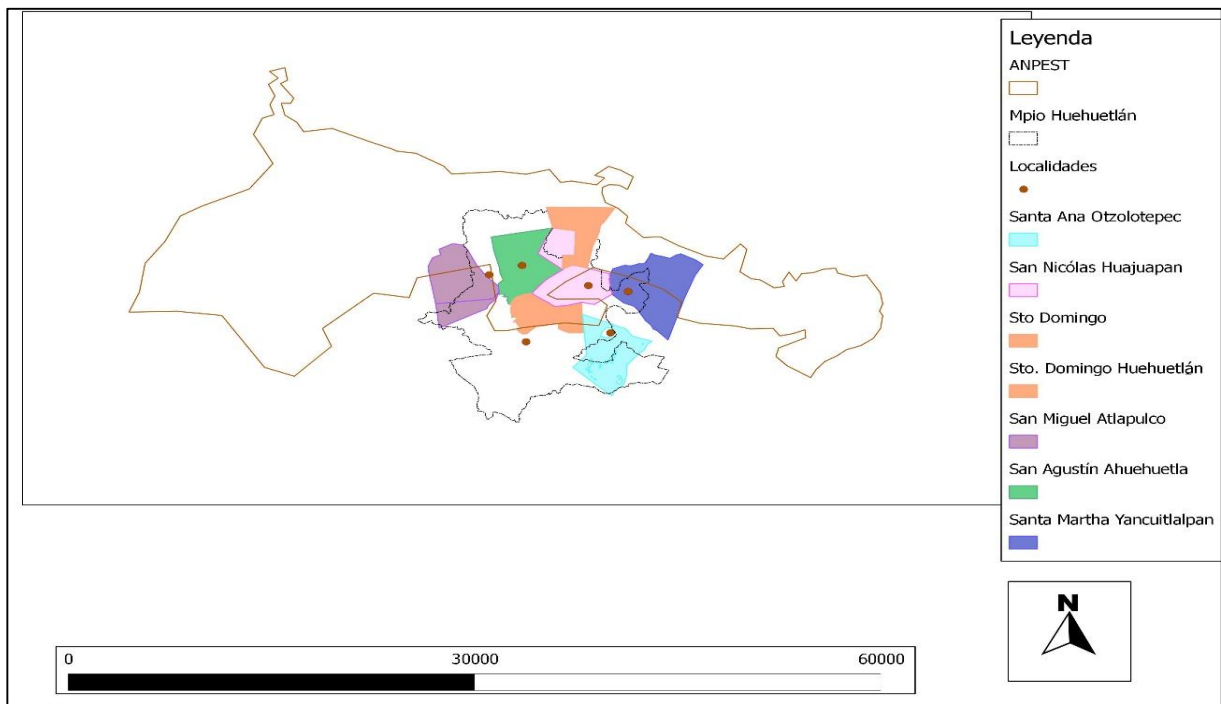 Leyenda
ANPEST
Mpio Huehuetlán
Localidades
Santa Ana Otzolotepec
San Nicólas Huajuapan
Sto Domingo
Sto. Domingo Huehuetlán
San Miguel Atlapulco
San Agustín Ahuehuetla
Santa Martha Yancuitlalpan
N
0 30000 60000